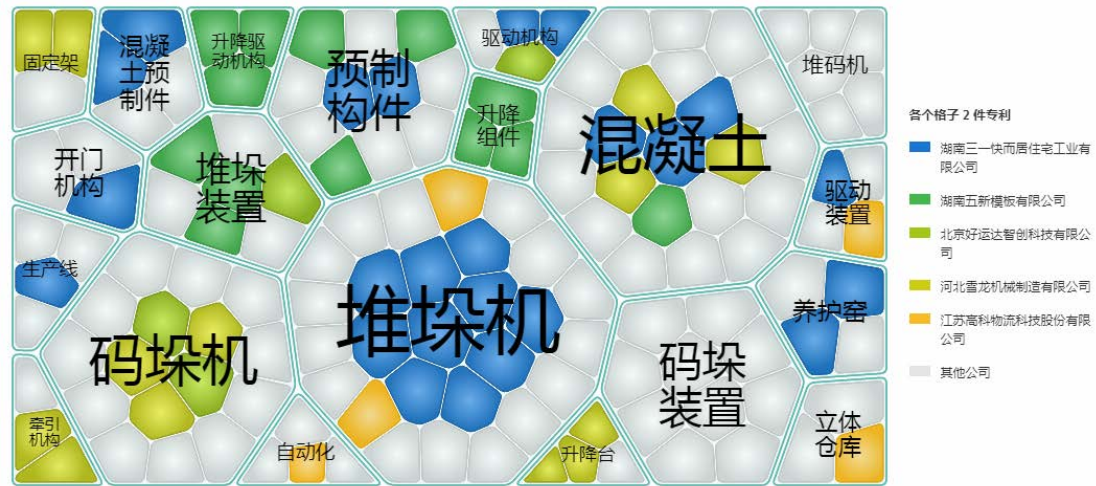 固定架
混凝
土预
制件
升降驱
动机构
预制
构件
驱动机构
升降
组件
混凝土
堆码机
开门
机构
堆垛
装置
驱动
装置
生产线
码垛机
堆垛机
码垛
装置
养护窑
牵引
机构
自动化
升降台
立体
仓库
各个格子 2 件专利
湖南三一快而居住宅工业有
限公司
湖南五新模板有限公司
北京好运达智创科技有限公
司
河北雪龙机械制造有限公司
江苏高科物流科技股份有限
公司
其他公司